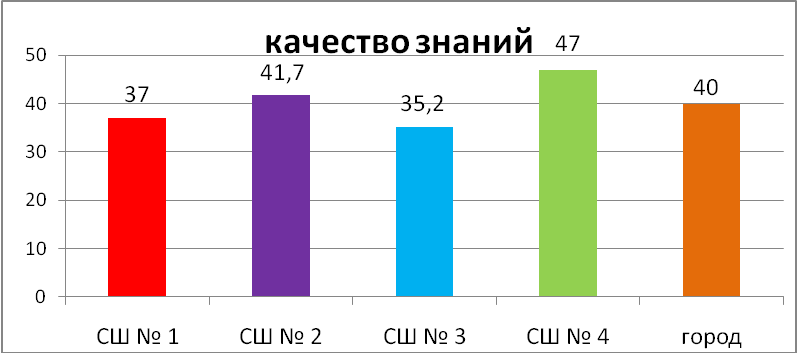 качество знаний
50
40
30
20
10
0
37
41,7
35,2
47
40
СШ № 1
СШ № 2
СШ № 3
СШ № 4
город